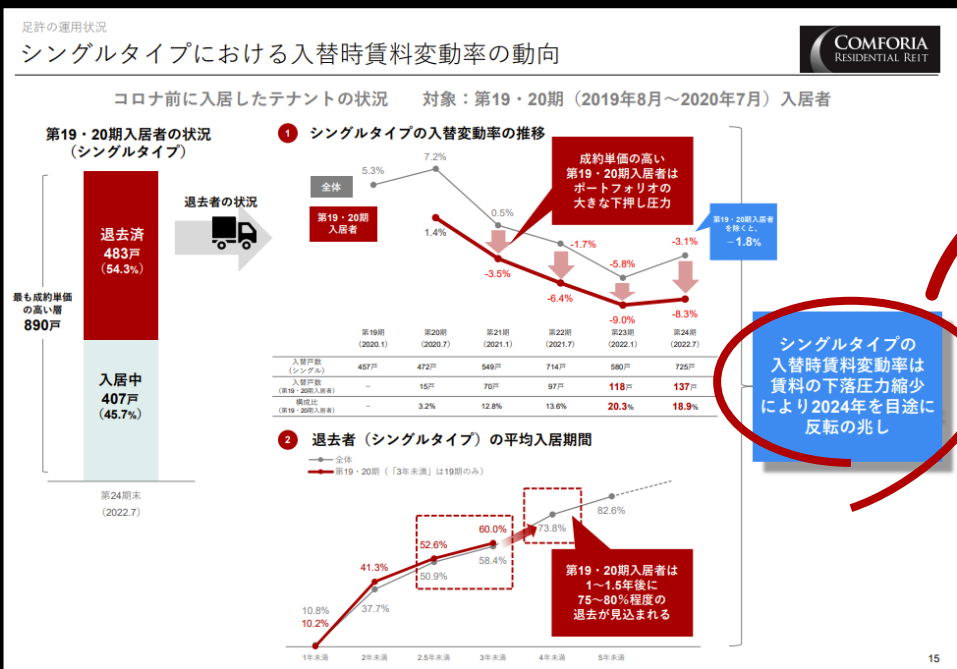 足許の運用状況
シングルタイプにおける入替時賃料変動率の動向
COMFORIA
RESIDENTIAL REIT
コロナ前に入居したテナントの状況 対象：第19・20期（2019年8月～2020年7月）入居者
第19・20期入居者の状況
（シングルタイプ）
退去済
483戸
（54.3%）
最も成約単価
の高い層
890戸
入居中
407戸
（45.7%）
第24期末
（2022.7）
退去者の状況
1 シングルタイプの入替変動率の推移
全体
第19・20期
入居者
5.3%
7.2%
0.5%
-1.7%
-5.8%
-3.1%
1.4%
-3.5%
-6.4%
-9.0%
-8.3%
成約単価の高い
第19・20期入居者は
ポートフォリオの
大きな下押し圧力
第19・20期入居者
を除くと、
－1.8%
第19期 第20期 第21期 第22期 第23期 第24期
（2020.1） （2020.7） （2021.1） （2021.7） （2022.1） （2022.7）
入替戸数
（シングル） 457戸 472戸 549戸 714戸 580戸 725戸
入替戸数
（第19・20期入居者） － 15戸 70戸 97戸 118戸 137戸
構成比
（第19・20期入居者） － 3.2% 12.8% 13.6% 20.3% 18.9%
シングルタイプの
入替時賃料変動率は
賃料の下落圧力縮少
により2024年を目途に
反転の兆し
2 退去者（シングルタイプ）の平均入居期間
全体
第19・20期（「3年未満」は19期のみ）
10.8%
10.2%
41.3%
37.7%
52.6%
50.9%
60.0%
58.4%
73.8%
82.6%
第19・20期入居者は
1～1.5年後に
75～80%程度の
退去が見込まれる
1年未満 2年未満 2.5年未満 3年未満 4年未満 5年未満
15